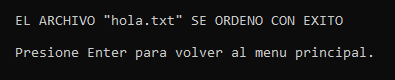 EL ARCHIVO "hola.txt" SE ORDENO CON EXITO
Presione Enter para volver al menu principal.